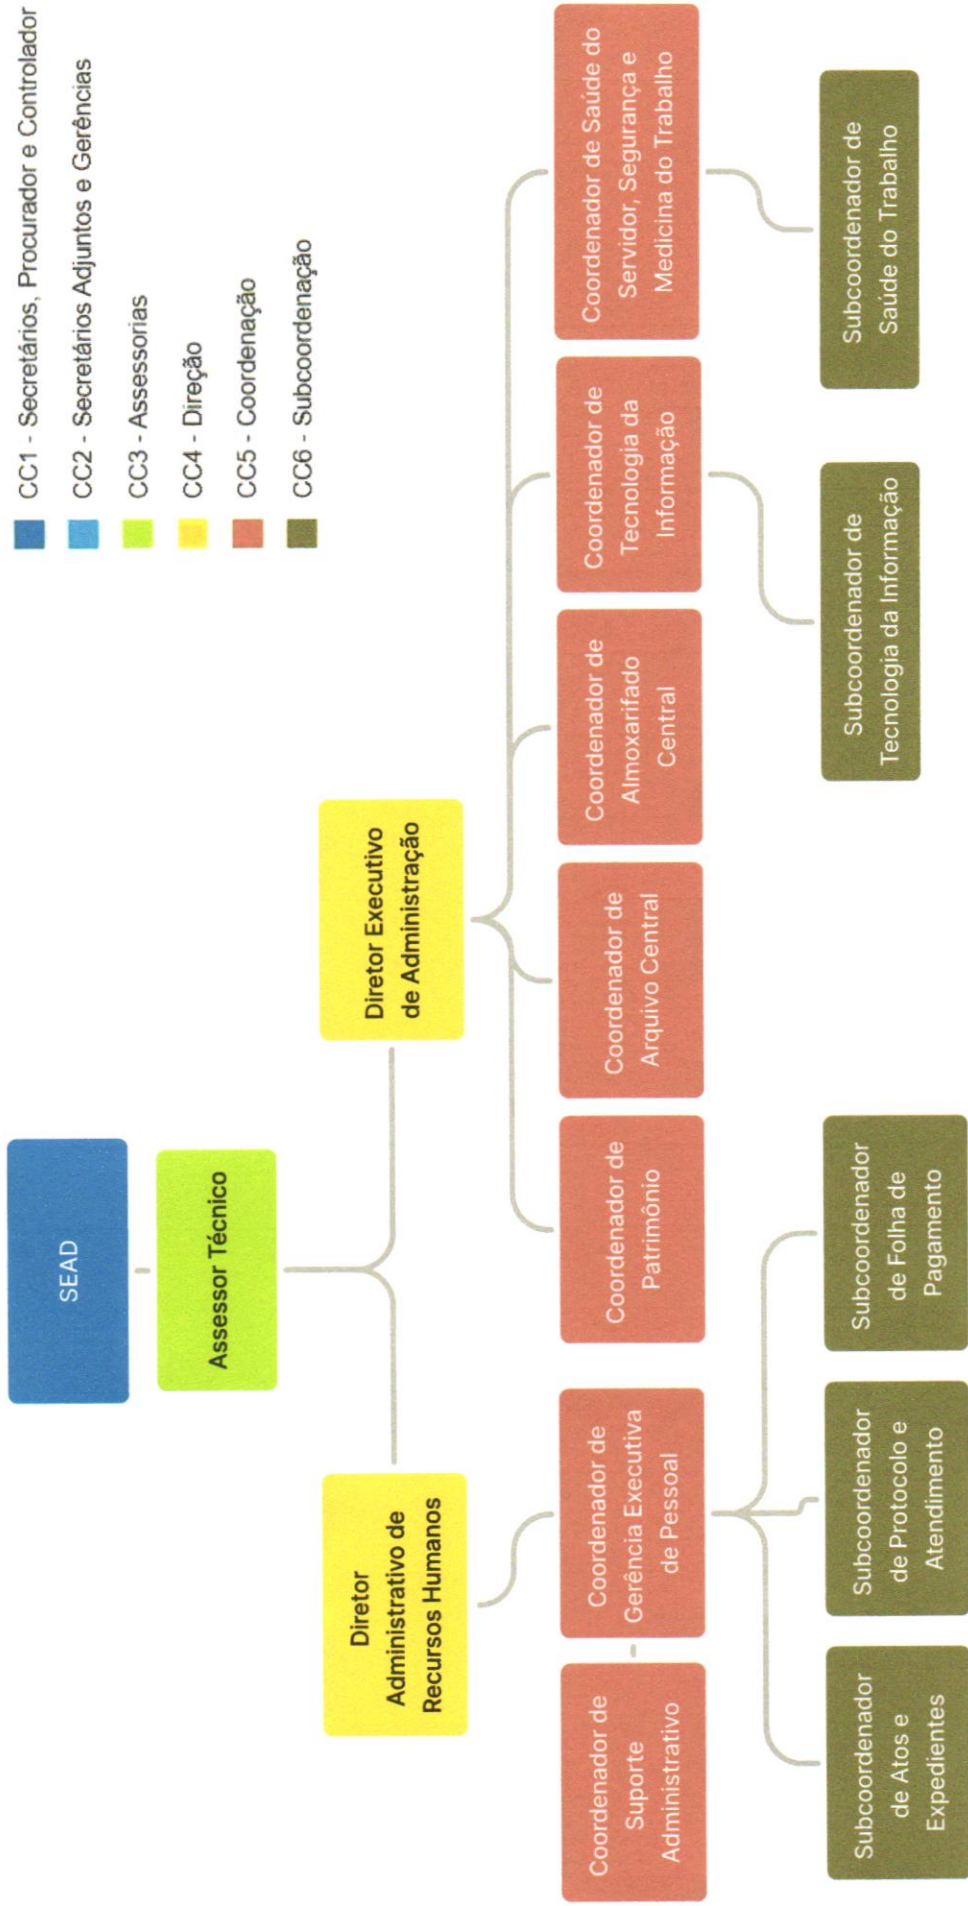 CC1 - Secretários, Procurador e Controlador
CC2 - Secretários Adjuntos e Gerências
CC3 - Assessorias
CC4 - Direção
CC5 - Coordenação
CC6 - Subcoordenação
SEAD
Assessor Técnico
Diretor
Administrativo de
Recursos Humanos
Diretor Executivo
de Administração
Coordenador de
Suporte
Administrativo
Coordenador de
Gerência Executiva
de Pessoal
Coordenador de
Patrimônio
Coordenador de
Arquivo Central
Coordenador de
Almoxarifado
Central
Coordenador de
Tecnologia da
Informação
Coordenador de Saúde do
Servidor, Segurança e
Medicina do Trabalho
Subcoordenador
de Atos e
Expedientes
Subcoordenador
de Protocolo e
Atendimento
Subcoordenador
de Folha de
Pagamento
Subcoordenador de
Tecnologia da Informação
Subcoordenador de
Saúde do Trabalho